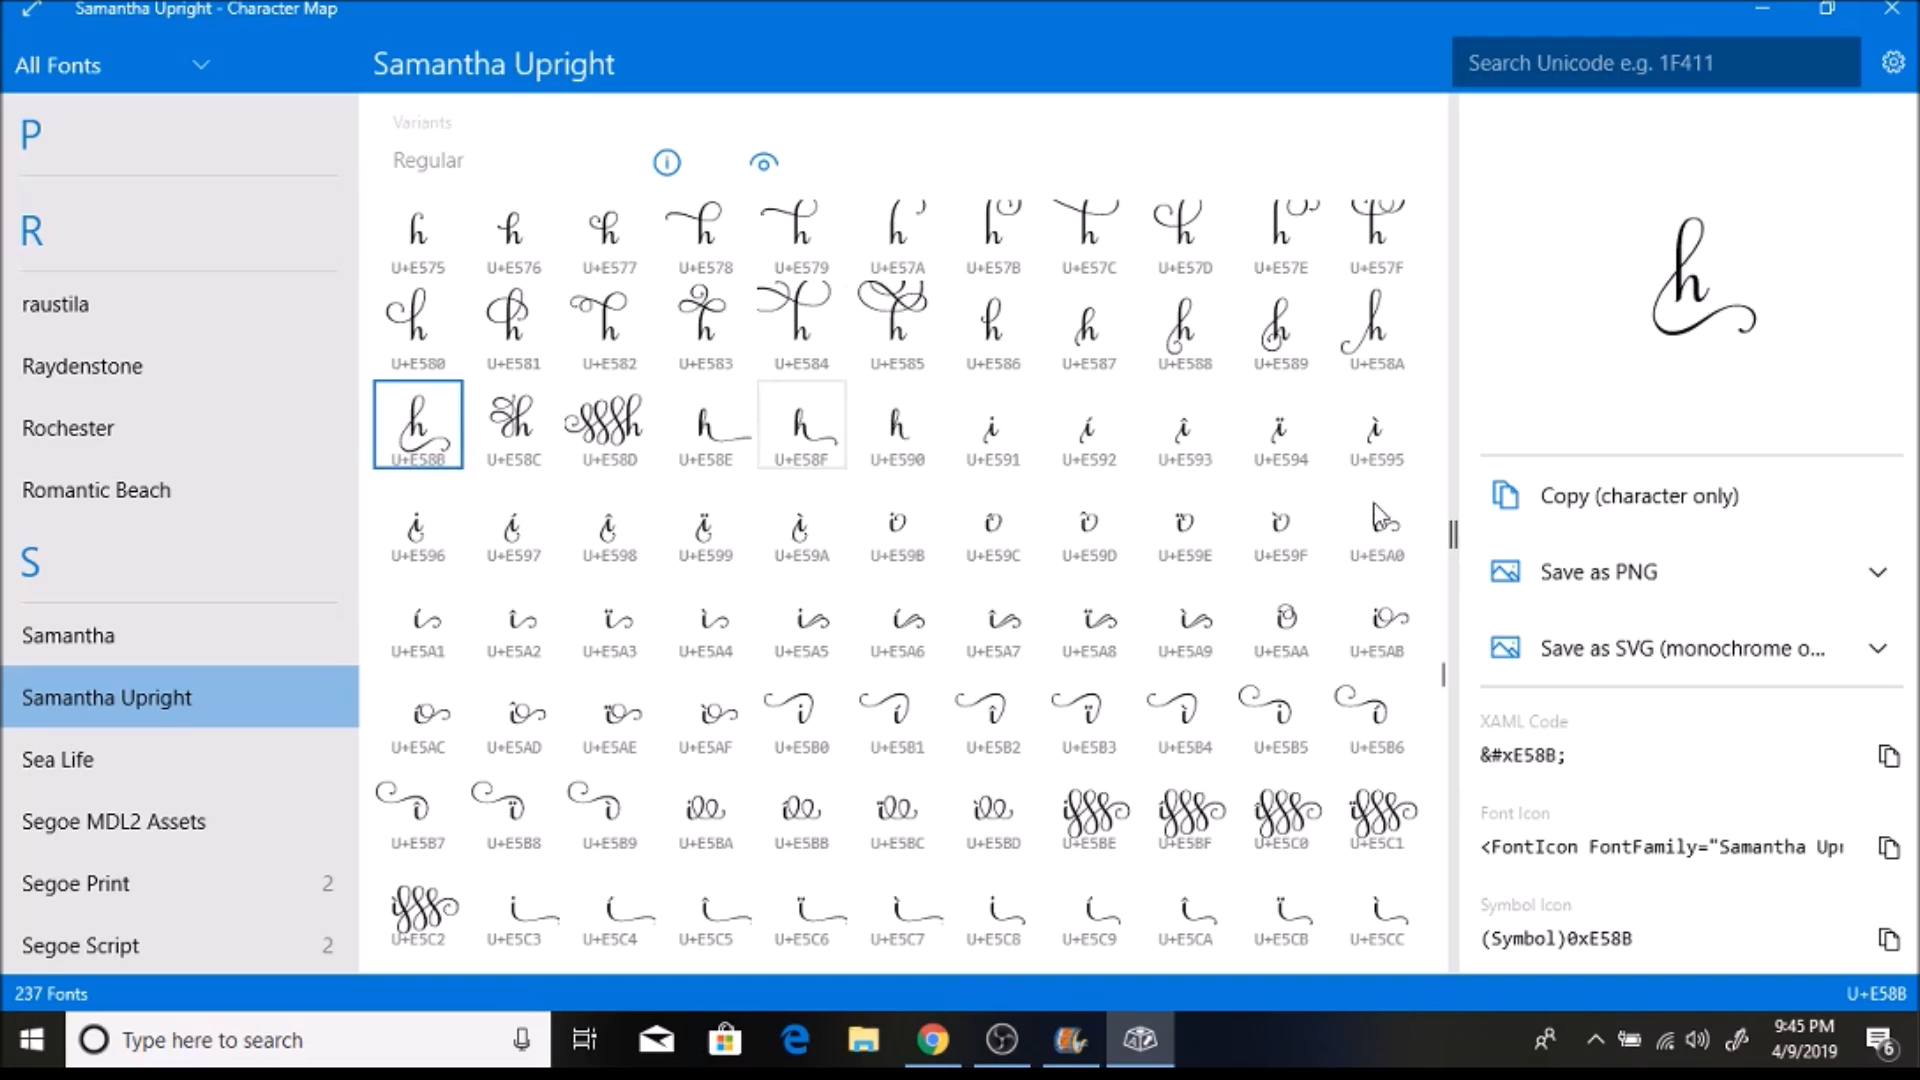 Samantha Upright - Character Map
All Fonts
Samantha Upright
Search Unicode e.g. 1F411
P
R
raustila
Raydenstone
Rochester
Romantic Beach
S
Samantha
Samantha Upright
Sea Life
Segoe MDL2 Assets
Segoe Print 2
Segoe Script 2
Variants
Regular
h h h h h h h h h h h
U+E575 U+E576 U+E577 U+E578 U+E579 U+E57A U+E57B U+E57C U+E57D U+E57E U+E57F
h h h h h h h h h h h
U+E580 U+E581 U+E582 U+E583 U+E584 U+E585 U+E586 U+E587 U+E588 U+E589 U+E58A
h h h h h h i í î ï ì
U+E58B U+E58C U+E58D U+E58E U+E58F U+E590 U+E591 U+E592 U+E593 U+E594 U+E595
i í î ï ì
U+E596 U+E597 U+E598 U+E599 U+E59A U+E59B U+E59C U+E59D U+E59E U+E59F U+E5A0
U+E5A1 U+E5A2 U+E5A3 U+E5A4 U+E5A5 U+E5A6 U+E5A7 U+E5A8 U+E5A9 U+E5AA U+E5AB
U+E5AC U+E5AD U+E5AE U+E5AF U+E5B0 U+E5B1 U+E5B2 U+E5B3 U+E5B4 U+E5B5 U+E5B6
U+E5B7 U+E5B8 U+E5B9 U+E5BA U+E5BB U+E5BC U+E5BD U+E5BE U+E5BF U+E5C0 U+E5C1
U+E5C2 U+E5C3 U+E5C4 U+E5C5 U+E5C6 U+E5C7 U+E5C8 U+E5C9 U+E5CA U+E5CB U+E5CC
h
Copy (character only)
Save as PNG
Save as SVG (monochrome o...
XAML Code
&#xE58B;
Font Icon
<FontIcon FontFamily="Samantha Upr
Symbol Icon
(Symbol)0xE58B
237 Fonts
U+E58B
Type here to search
9:45 PM
4/9/2019
6